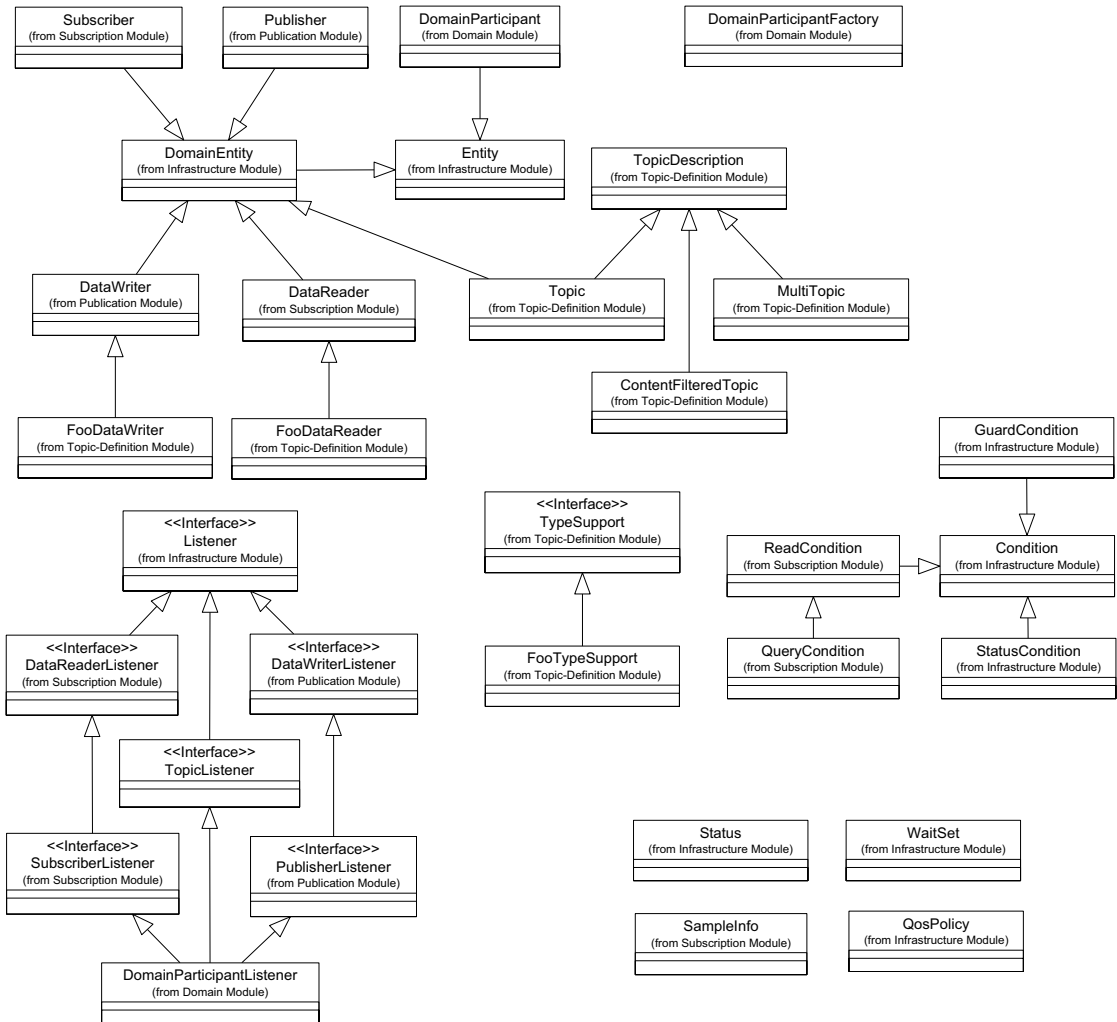 Subscriber
(from Subscription Module)
Publisher
(from Publication Module)
DomainParticipant
(from Domain Module)
DomainParticipantFactory
(from Domain Module)
DomainEntity
(from Infrastructure Module)
Entity
(from Infrastructure Module)
TopicDescription
(from Topic-Definition Module)
DataWriter
(from Publication Module)
DataReader
(from Subscription Module)
Topic
(from Topic-Definition Module)
MultiTopic
(from Topic-Definition Module)
ContentFilteredTopic
(from Topic-Definition Module)
FooDataWriter
(from Topic-Definition Module)
FooDataReader
(from Topic-Definition Module)
GuardCondition
(from Infrastructure Module)
<<Interface>>
Listener
(from Infrastructure Module)
<<Interface>>
TypeSupport
(from Topic-Definition Module)
ReadCondition
(from Subscription Module)
Condition
(from Infrastructure Module)
<<Interface>>
DataReaderListener
(from Subscription Module)
<<Interface>>
DataWriterListener
(from Publication Module)
FooTypeSupport
(from Topic-Definition Module)
QueryCondition
(from Subscription Module)
StatusCondition
(from Infrastructure Module)
<<Interface>>
TopicListener
<<Interface>>
SubscriberListener
(from Subscription Module)
<<Interface>>
PublisherListener
(from Publication Module)
Status
(from Infrastructure Module)
WaitSet
(from Infrastructure Module)
SampleInfo
(from Subscription Module)
QosPolicy
(from Infrastructure Module)
DomainParticipantListener
(from Domain Module)